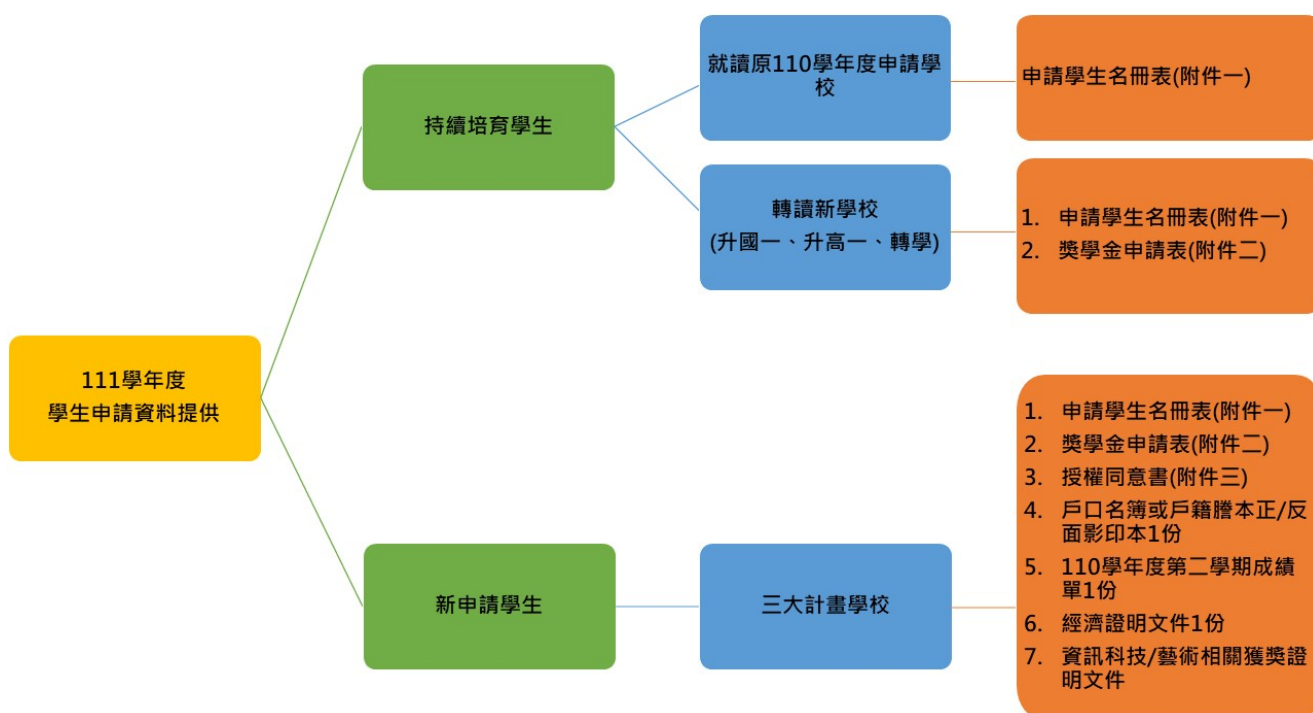 111學年度
學生申請資料提供
持續培育學生
就讀原110學年度申請學
校
申請學生名冊表(附件一)
轉讀新學校
(升國一、升高一、轉學)
1. 申請學生名冊表(附件一)
2. 獎學金申請表(附件二)
新申請學生
三大計畫學校
1. 申請學生名冊表(附件一)
2. 獎學金申請表(附件二)
3. 授權同意書(附件三)
4. 戶口名簿或戶籍謄本正/反
面影印本1份
5. 110學年度第二學期成績
單1份
6. 經濟證明文件1份
7. 資訊科技/藝術相關獲獎證
明文件